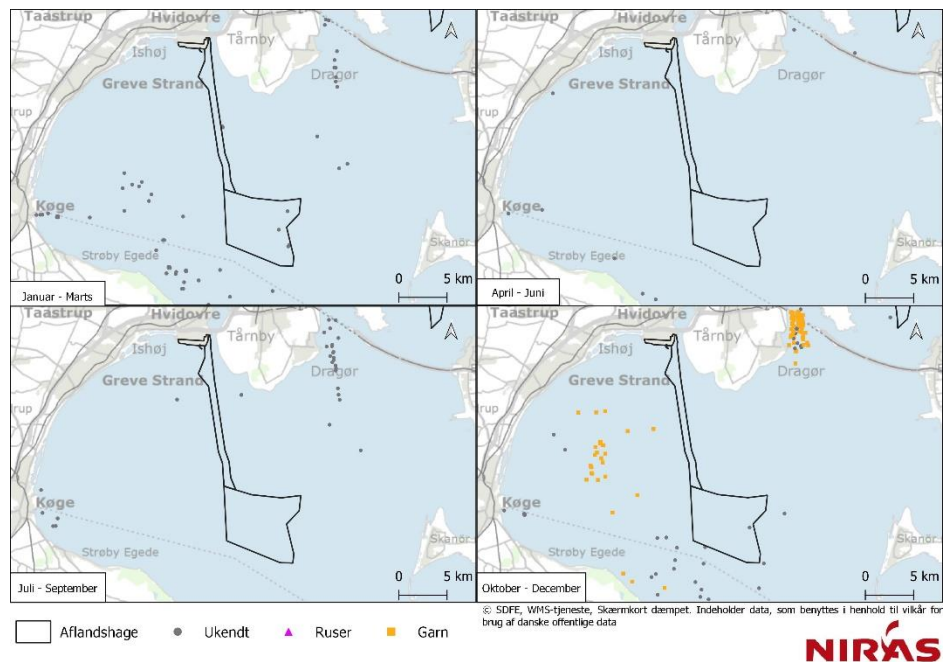 Taastrup
Hvidovre
Ishøj
Tårnby
Greve Strand
Dragør
trup
Køge
Strøby Egede
Skanör
Januar - Marts
0 5 km
Taastrup
Hvidovre
Ishøj
Tårnby
Greve Strand
Dragør
trup
Køge
Strøby Egede
Skanör
April - Juni
0 5 km
Taastrup
Hvidovre
Ishøj
Tårnby
Greve Strand
Dragør
Køge
Strøby Egede
Skanör
Juli - September
0 5 km
Taastrup
Hvidovre
Ishøj
Tårnby
Greve Strand
Dragør
Køge
Strøby Egede
Skanör
Oktober - December
0 5 km
© SDFE, WMS-tjeneste, Skærmkort dæmpet. Indeholder data, som benyttes i henhold til vilkår for
brug af danske offentlige data
Aflandshage Ukendt Ruser Garn
NIRAS